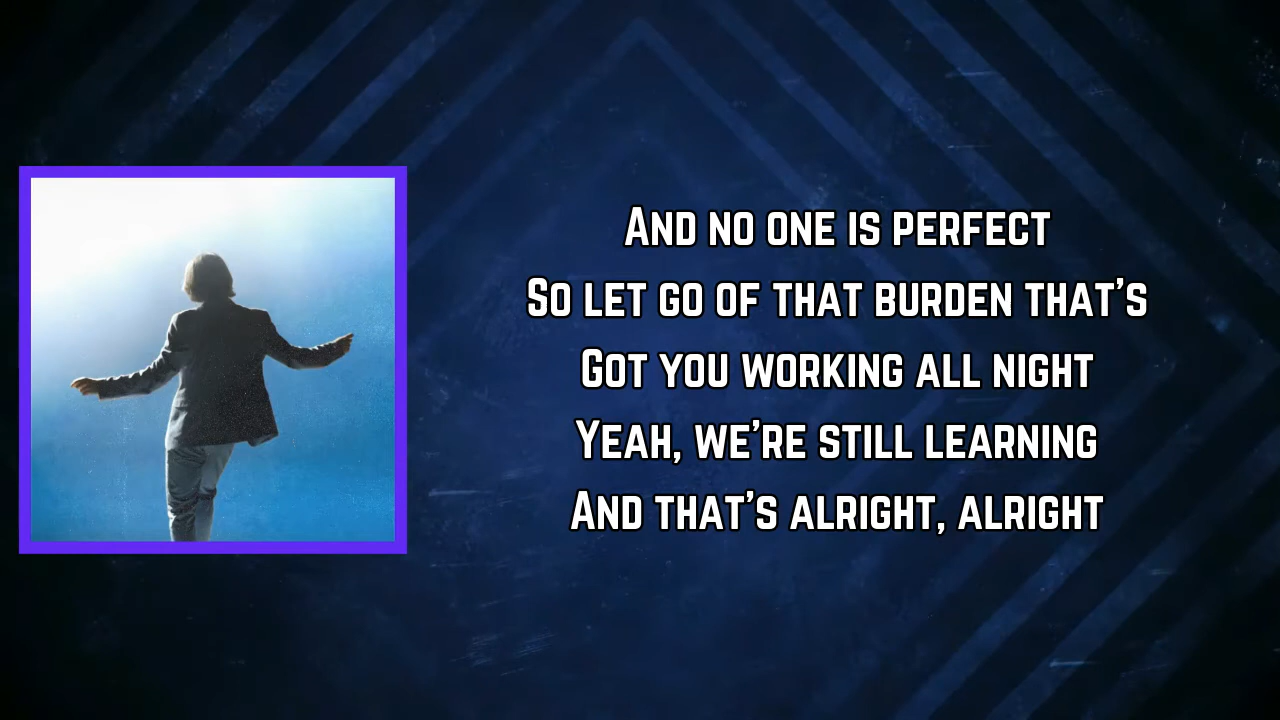 And no one is perfect
So let go of that burden that's
Got you working all night
Yeah, we're still learning
And that's alright, alright